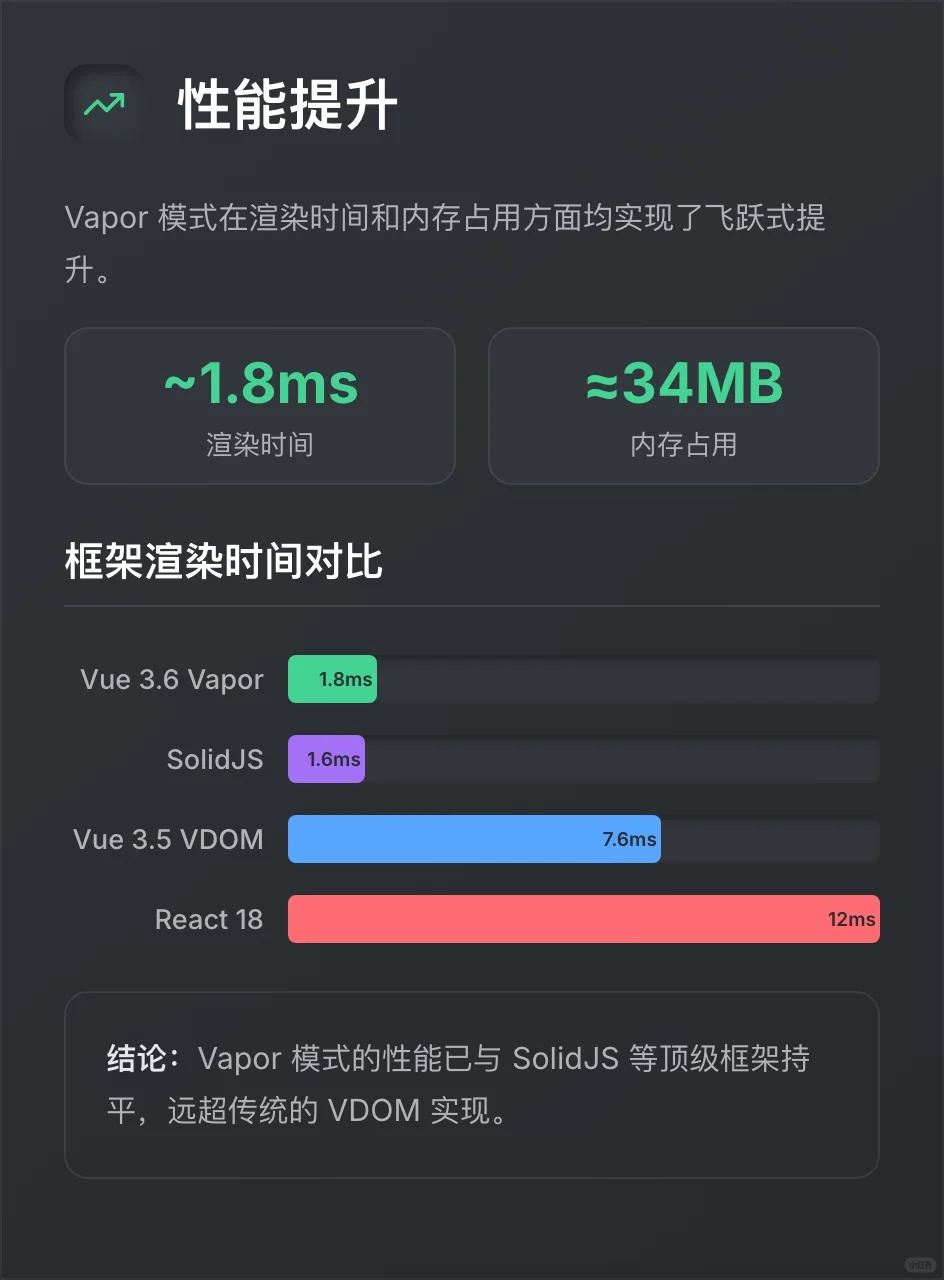 性能提升
Vapor 模式在渲染时间和内存占用方面均实现了飞跃式提
升。
~1.8ms
渲染时间
≈34MB
内存占用
框架渲染时间对比
Vue 3.6 Vapor
1.8ms
SolidJS
1.6ms
Vue 3.5 VDOM
7.6ms
React 18
12ms
结论：Vapor 模式的性能已与 SolidJS 等顶级框架持
平，远超传统的 VDOM 实现。
小红书